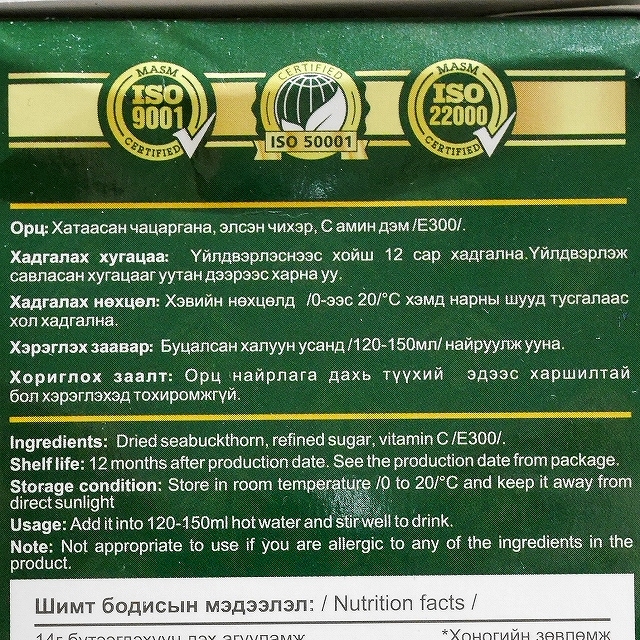 MASM
ISO
9001
CERTIFIED
CERTIFIED
ISO 50001
MASM
ISO
22000
CERTIFIED
Орц: Хатаасан чацаргана, элсэн чихэр, С амин дэм /Е300/.
Хадгалах хугацаа: Үйлдвэрлэснээс хойш 12 сар хадгална.Үйлдвэрлэж
савласан хугацааг уутан дээрээс харна уу.
Хадгалах нөхцөл: Хэвийн нөхцөлд /0-ээс 20/°C хэмд нарны шууд тусгалаас
хол хадгална.
Хэрэглэх заавар: Буцалсан халуун усанд /120-150мл/ найруулж ууна.
Хориглох заалт: Орц найрлага дахь түүхий эдээс харшилтай
бол хэрэглэхэд тохиромжгүй.
Ingredients: Dried seabuckthorn, refined sugar, vitamin C /E300/.
Shelf life: 12 months after production date. See the production date from package.
Storage condition: Store in room temperature /0 to 20/°C and keep it away from
direct sunlight
Usage: Add it into 120-150ml hot water and stir well to drink.
Note: Not appropriate to use if you are allergic to any of the ingredients in the
product.
Шимт бодисын мэдээлэл: / Nutrition facts /
14г бүтээгдэхүүн дэх агууламж *Хоногийн зөвлөмж